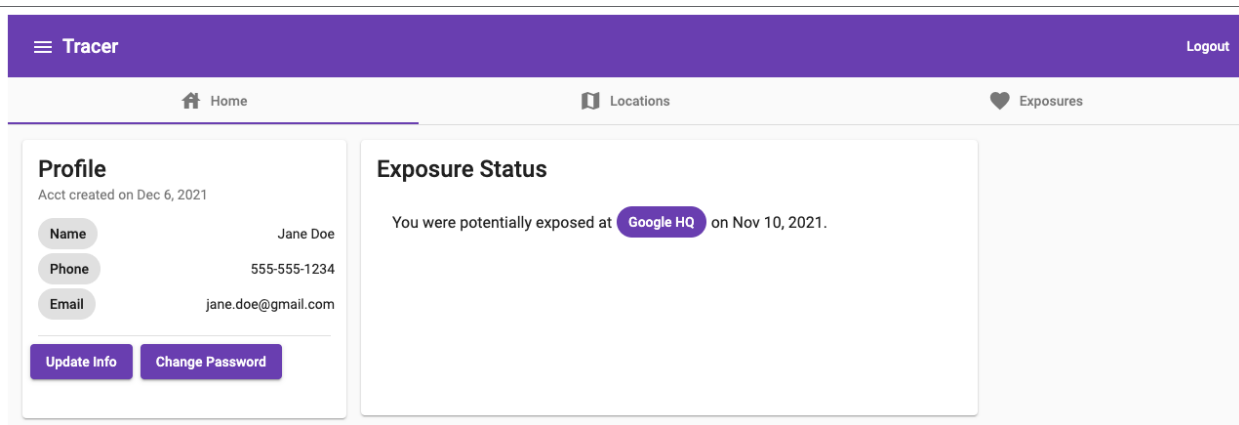 Tracer
Logout
Home
Locations
Exposures
Profile
Acct created on Dec 6, 2021
Name Jane Doe
Phone 555-555-1234
Email jane.doe@gmail.com
Update Info Change Password
Exposure Status
You were potentially exposed at Google HQ on Nov 10, 2021.